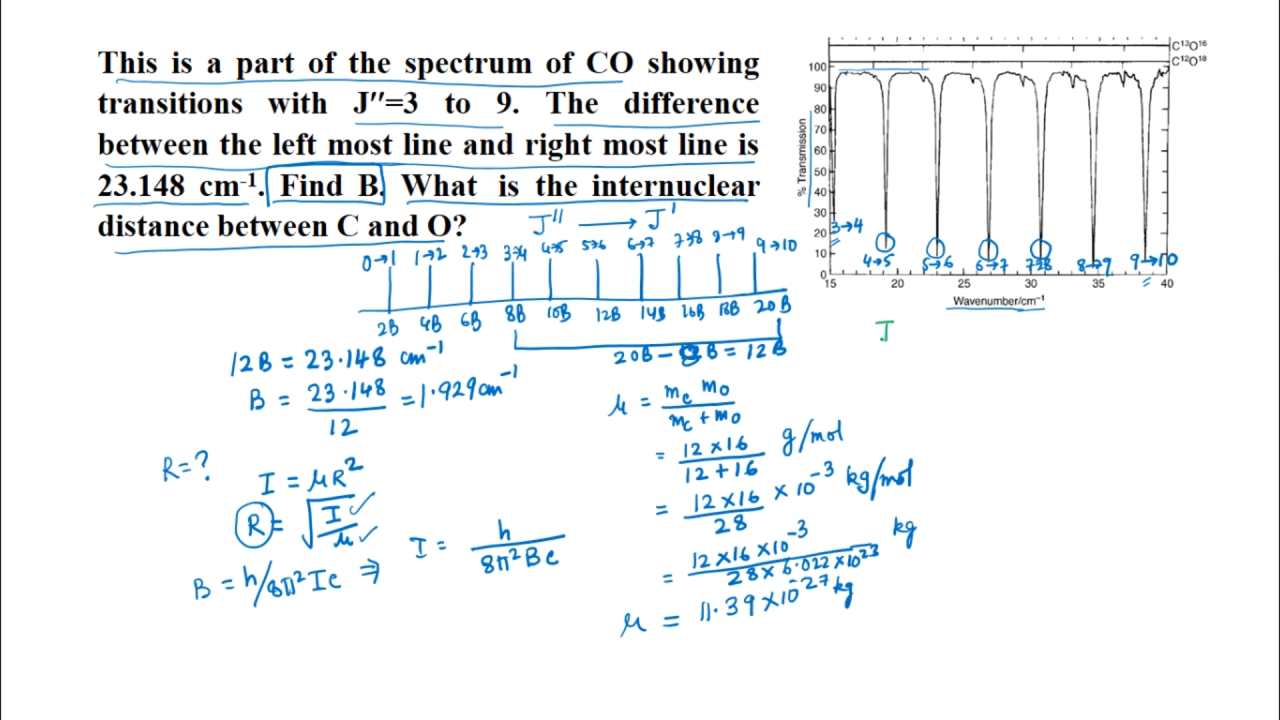 This is a part of the spectrum of CO showing
transitions with J″=3 to 9. The difference
between the left most line and right most line is
23.148 cm⁻¹. Find B. What is the internuclear
distance between C and O?
J'' ⟶ J'
0→1 1→2 2→3 3→4 4→5 5→6 6→7 7→8 8→9 9→10
2B 4B 6B 8B 10B 12B 14B 16B 18B 20B
20B - 8B = 12B
12B = 23.148 cm⁻¹
B = 23.148 / 12 = 1.929 cm⁻¹
R = ?
I = μR²
R = √(I/μ)
B = h/8π²Ic ⇒ I = h / 8π²Bc
μ = m_c m_o / m_c + m_o
= 12×16 / 12+16 g/mol
= 12×16 / 28 × 10⁻³ kg/mol
= 12×16×10⁻³ / 28×6.022×10²³ kg
μ = 11.39×10⁻²⁷ kg
C¹³O¹⁶
C¹²O¹⁸
% Transmission
100
90
80
70
60
50
40
30
20
10
0
3→4
4→5 5→6 6→7 7→8 8→9 9→10
15 20 25 30 35 40
Wavenumber/cm⁻¹
I